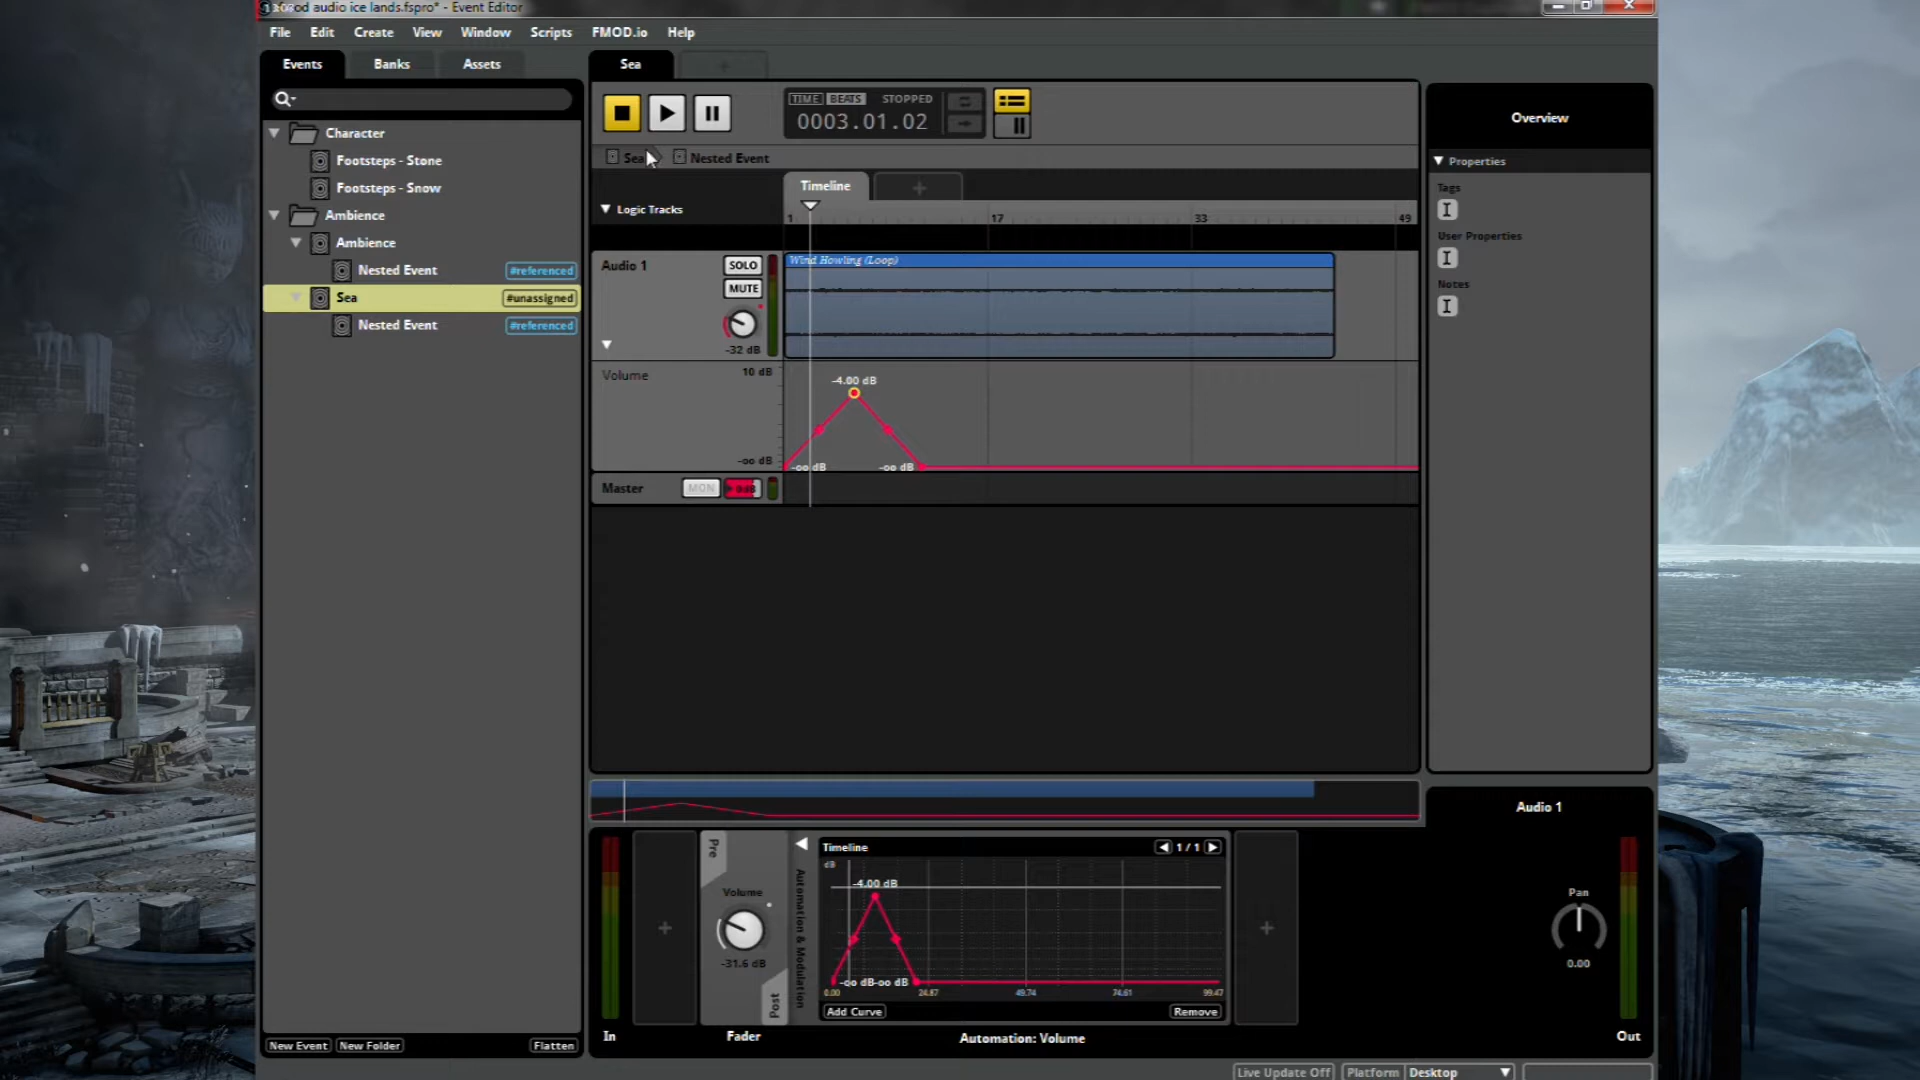 food audio ice lands.fspro* - Event Editor
File Edit Create View Window Scripts FMOD.io Help
Events Banks Assets
Sea
TIME BEATS STOPPED
0003.01.02
Overview
Character
Footsteps - Stone
Footsteps - Snow
Ambience
Ambience
Nested Event #referenced
Sea #unassigned
Nested Event #referenced
New Event New Folder Flatten
Sea Nested Event
Timeline
Logic Tracks
1 17 33 49
Audio 1 SOLO
MUTE
-32 dB
Wind Howling (Loop)
Volume 10 dB
-oo dB
-4.00 dB
-oo dB -oo dB
Master MON 0dB
Properties
Tags
User Properties
Notes
Pre
Volume
-31.6 dB
Post
Automation & Modulation
Timeline 1 / 1
dB
-4.00 dB
-oo dB -oo dB
0.00 24.87 49.74 74.61 99.47
Add Curve Remove
In Fader Automation: Volume
Audio 1
Pan
0.00
Out
Live Update Off Platform Desktop